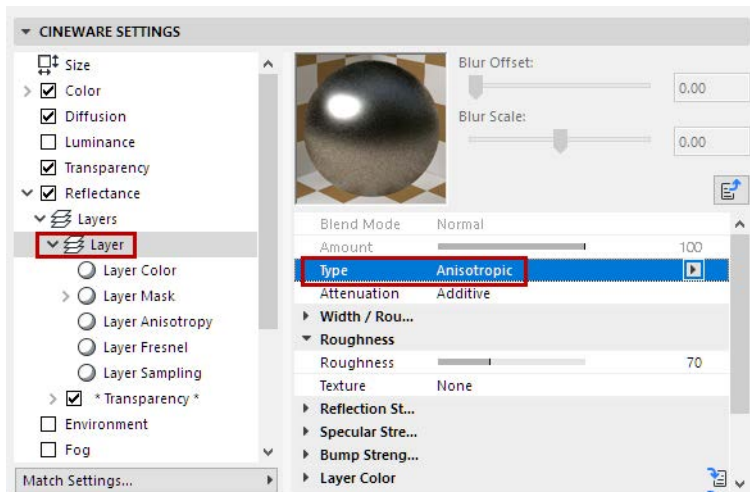 CINEWARE SETTINGS
Size
Color
Diffusion
Luminance
Transparency
Reflectance
Layers
Layer
Layer Color
Layer Mask
Layer Anisotropy
Layer Fresnel
Layer Sampling
* Transparency *
Environment
Fog
Match Settings...
Blur Offset:
0.00
Blur Scale:
0.00
Blend Mode Normal
Amount 100
Type Anisotropic
Attenuation Additive
Width / Rou...
Roughness
Roughness 70
Texture None
Reflection St...
Specular Stre...
Bump Streng...
Layer Color